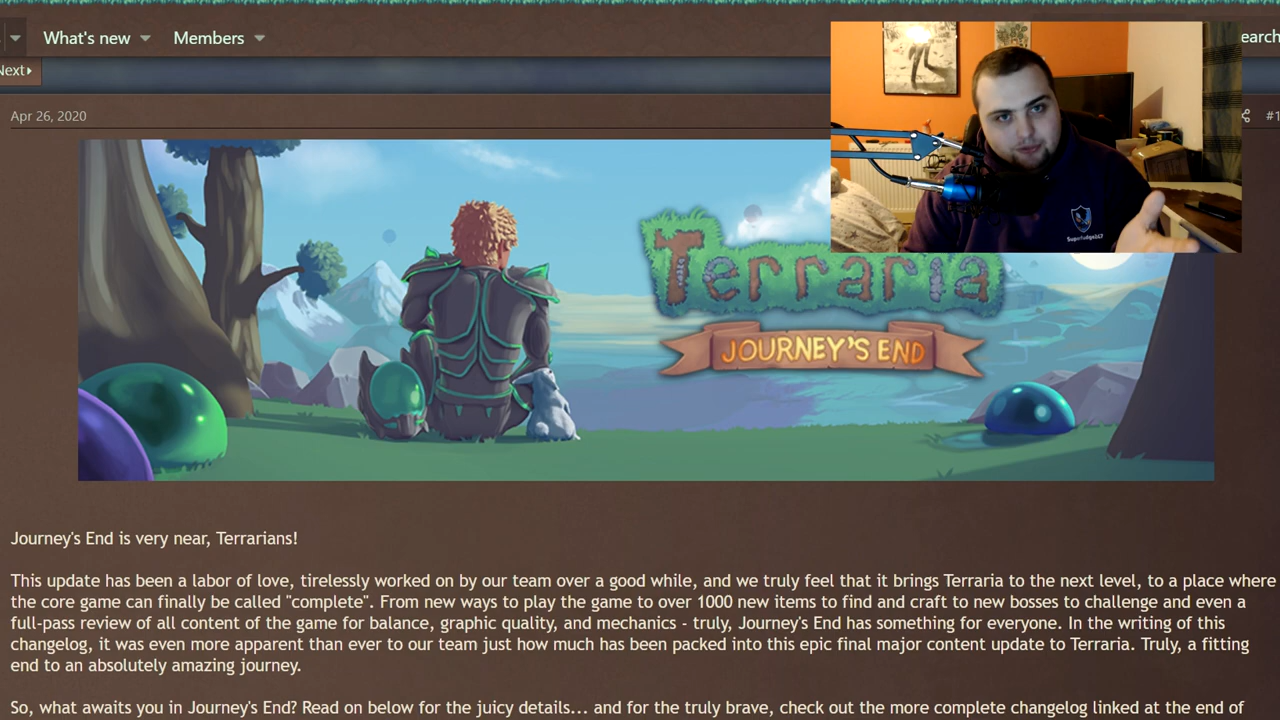 What's new
Members
earch
Next
Apr 26, 2020
#1
Terraria
JOURNEY'S END
Journey's End is very near, Terrarians!
This update has been a labor of love, tirelessly worked on by our team over a good while, and we truly feel that it brings Terraria to the next level, to a place where
the core game can finally be called "complete". From new ways to play the game to over 1000 new items to find and craft to new bosses to challenge and even a
full-pass review of all content of the game for balance, graphic quality, and mechanics - truly, Journey's End has something for everyone. In the writing of this
changelog, it was even more apparent than ever to our team just how much has been packed into this epic final major content update to Terraria. Truly, a fitting
end to an absolutely amazing journey.
So, what awaits you in Journey's End? Read on below for the juicy details... and for the truly brave, check out the more complete changelog linked at the end of